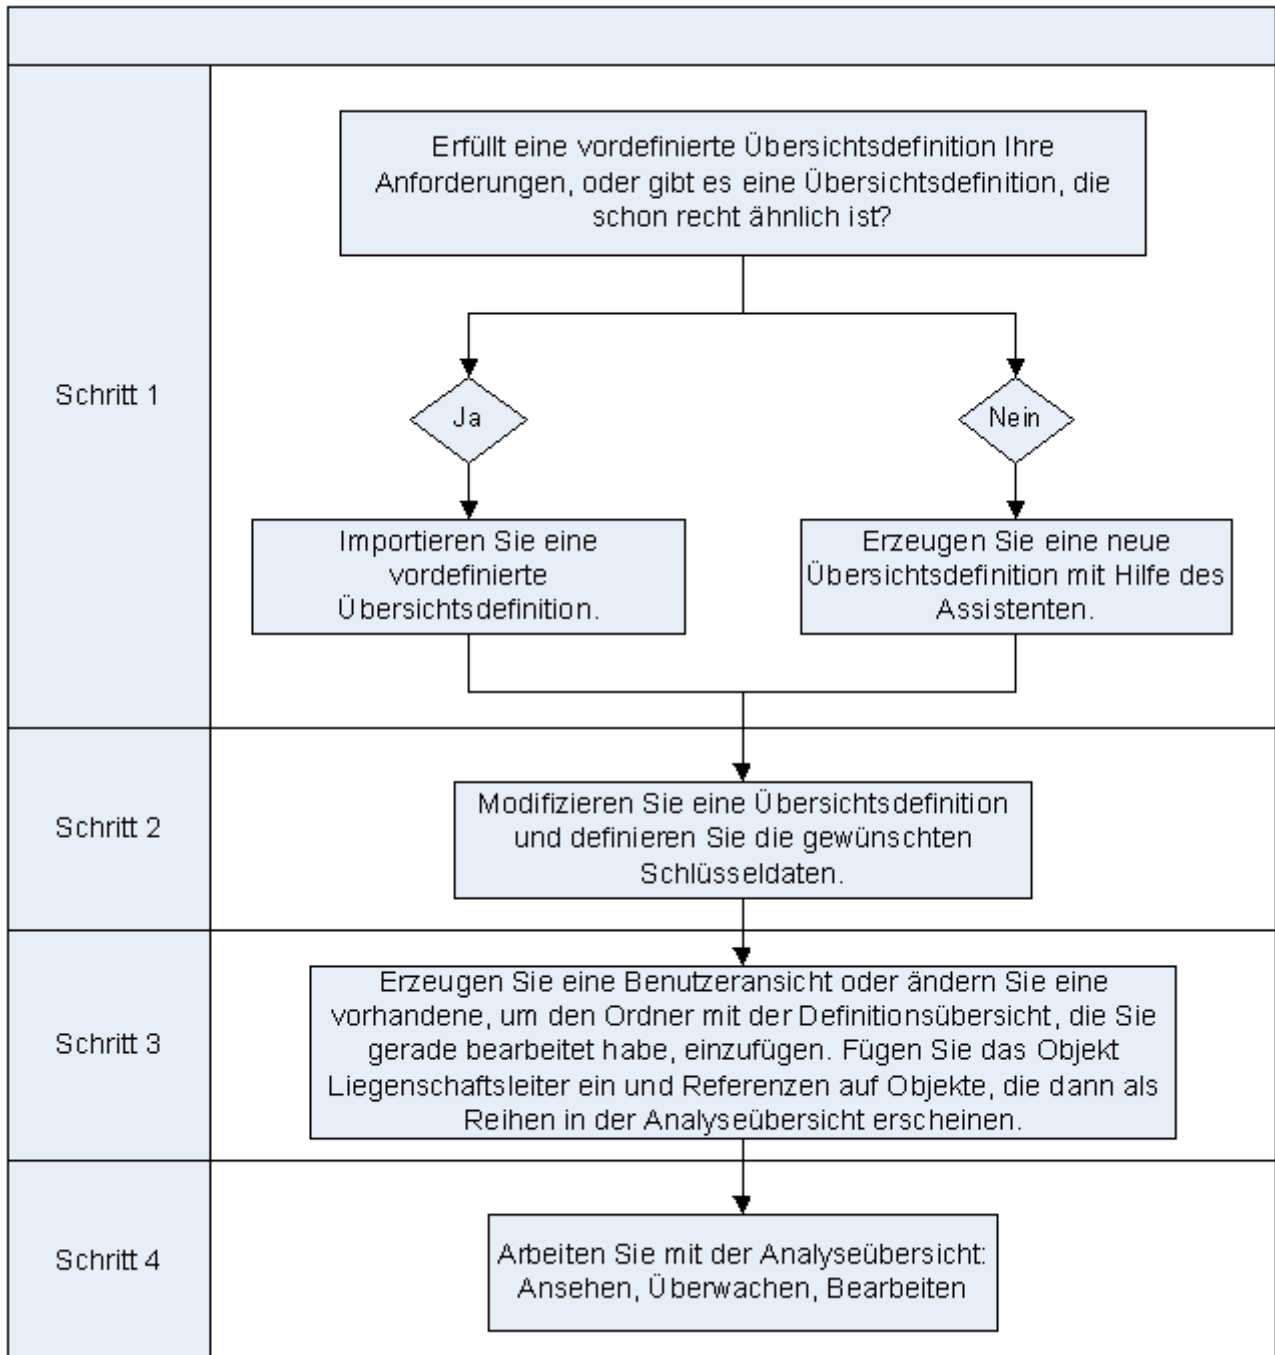 Schritt 1
Erfüllt eine vordefinierte Übersichtsdefinition Ihre
Anforderungen, oder gibt es eine Übersichtsdefinition, die
schon recht ähnlich ist?
Ja
Nein
Importieren Sie eine
vordefinierte
Übersichtsdefinition.
Erzeugen Sie eine neue
Übersichtsdefinition mit Hilfe des
Assistenten.
Schritt 2
Modifizieren Sie eine Übersichtsdefinition
und definieren Sie die gewünschten
Schlüsseldaten.
Schritt 3
Erzeugen Sie eine Benutzeransicht oder ändern Sie eine
vorhandene, um den Ordner mit der Definitionsübersicht, die Sie
gerade bearbeitet habe, einzufügen. Fügen Sie das Objekt
Liegenschaftsleiter ein und Referenzen auf Objekte, die dann als
Reihen in der Analyseübersicht erscheinen.
Schritt 4
Arbeiten Sie mit der Analyseübersicht:
Ansehen, Überwachen, Bearbeiten